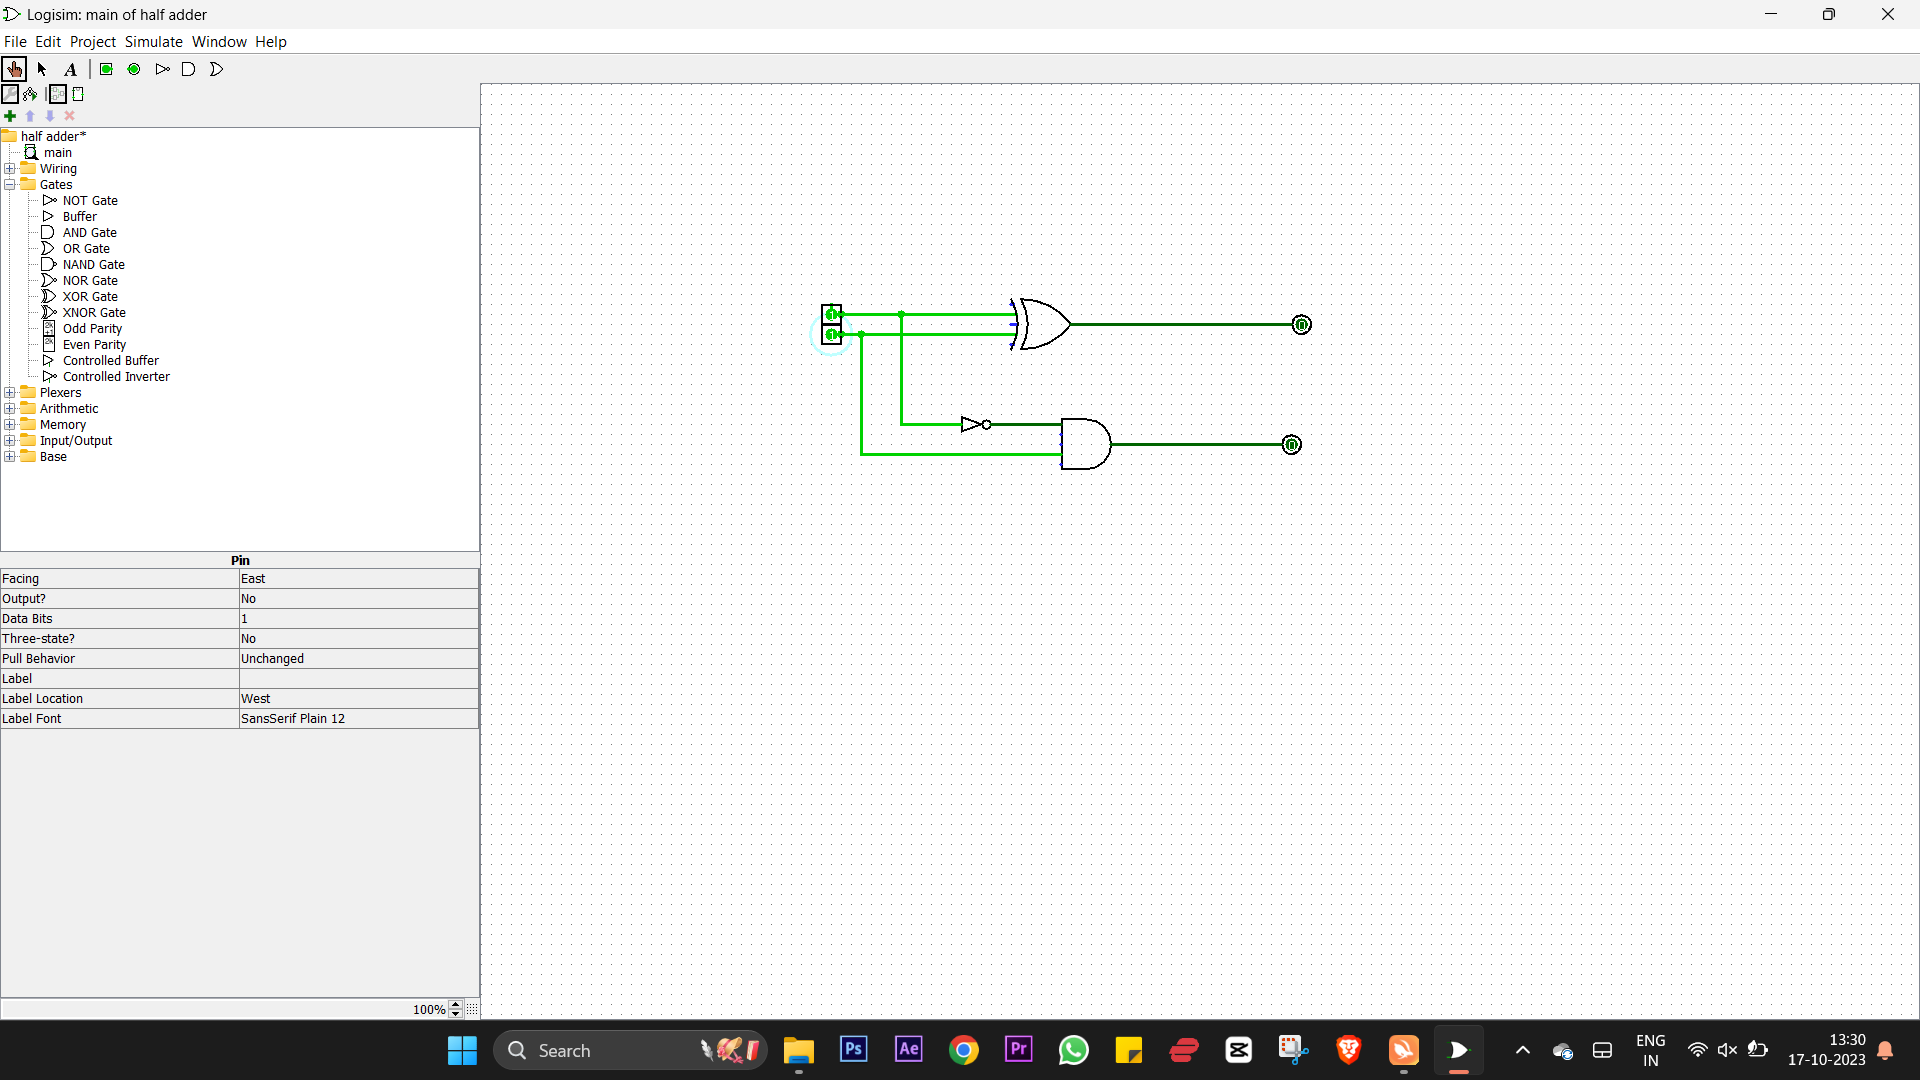 Logisim: main of half adder
File Edit Project Simulate Window Help
A
half adder*
main
Wiring
Gates
NOT Gate
Buffer
AND Gate
OR Gate
NAND Gate
NOR Gate
XOR Gate
XNOR Gate
Odd Parity
Even Parity
Controlled Buffer
Controlled Inverter
Plexers
Arithmetic
Memory
Input/Output
Base
1
1
0
0
Pin
Facing East
Output? No
Data Bits 1
Three-state? No
Pull Behavior Unchanged
Label
Label Location West
Label Font SansSerif Plain 12
100%
Search
Ps
Ae
Pr
ENG
IN
13:30
17-10-2023